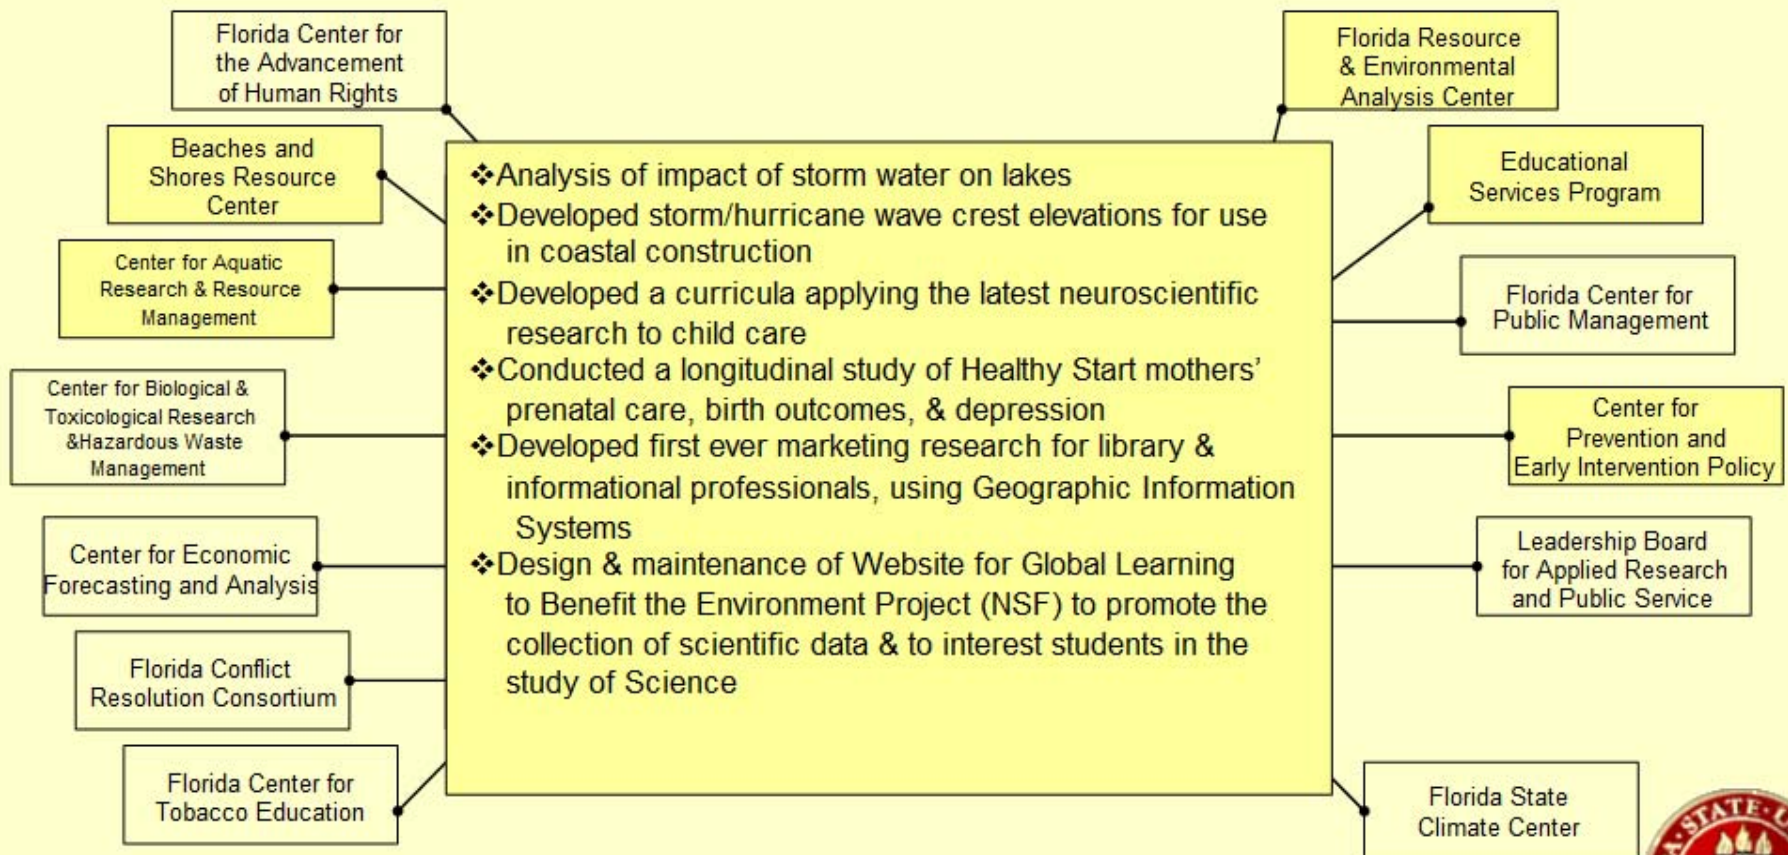 Florida Center for
the Advancement
of Human Rights
Beaches and
Shores Resource
Center
Center for Aquatic
Research & Resource
Management
Center for Biological &
Toxicological Research
&Hazardous Waste
Management
Center for Economic
Forecasting and Analysis
Florida Conflict
Resolution Consortium
Florida Center for
Tobacco Education
❖Analysis of impact of storm water on lakes
❖Developed storm/hurricane wave crest elevations for use
in coastal construction
❖Developed a curricula applying the latest neuroscientific
research to child care
❖Conducted a longitudinal study of Healthy Start mothers’
prenatal care, birth outcomes, & depression
❖Developed first ever marketing research for library &
informational professionals, using Geographic Information
Systems
❖Design & maintenance of Website for Global Learning
to Benefit the Environment Project (NSF) to promote the
collection of scientific data & to interest students in the
study of Science
Florida Resource
& Environmental
Analysis Center
Educational
Services Program
Florida Center for
Public Management
Center for
Prevention and
Early Intervention Policy
Leadership Board
for Applied Research
and Public Service
Florida State
Climate Center
STATE